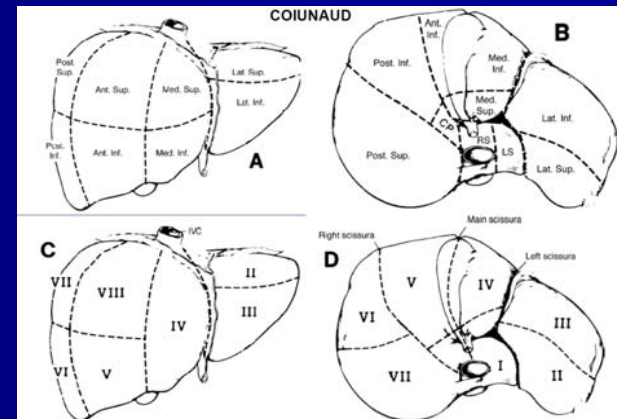 COIUNAUD
Post. Sup.
Ant. Sup.
Med. Sup.
Lat. Sup.
Lat. Inf.
Post. Inf.
Ant. Inf.
Med. Inf.
A
Ant. Inf.
B
Post. Inf.
Med. Inf.
Med. Sup.
Lat. Inf.
CP
RS
LS
Post. Sup.
Lat. Sup.
C
IVC
VII
VIII
II
III
IV
VI
V
Main scissura
Right scissura
D
Left scissura
V
IV
VI
III
VII
I
II